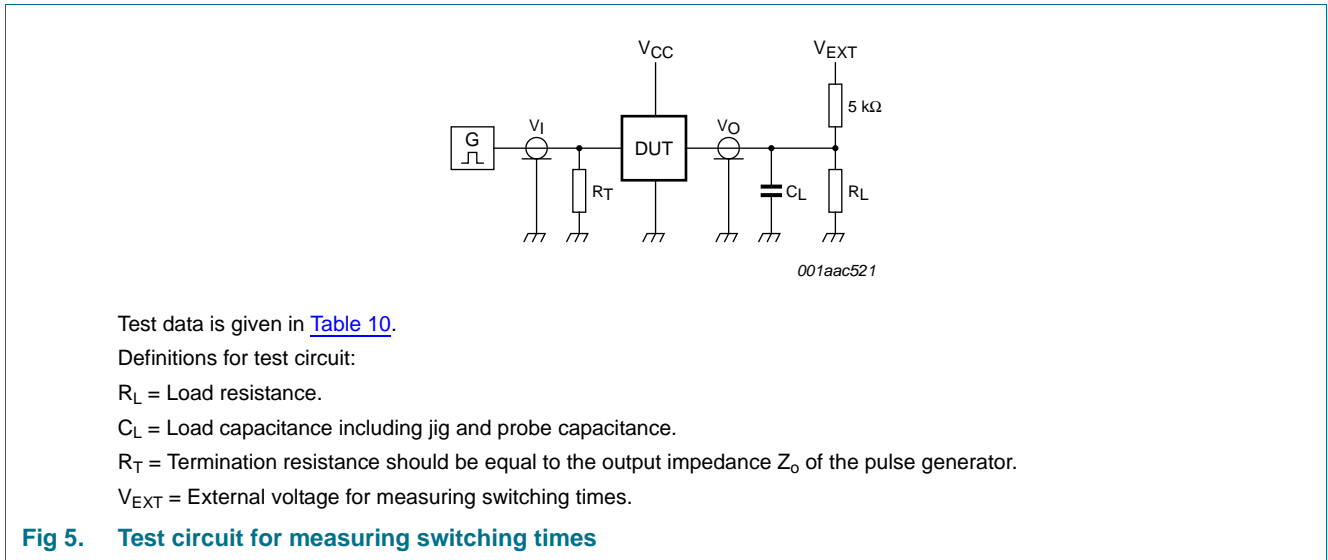 V_CC
V_EXT
5 kΩ
G
V_I
DUT
V_O
R_T
C_L
R_L
001aac521
Test data is given in Table 10.
Definitions for test circuit:
R_L = Load resistance.
C_L = Load capacitance including jig and probe capacitance.
R_T = Termination resistance should be equal to the output impedance Z_o of the pulse generator.
V_EXT = External voltage for measuring switching times.
Fig 5. Test circuit for measuring switching times